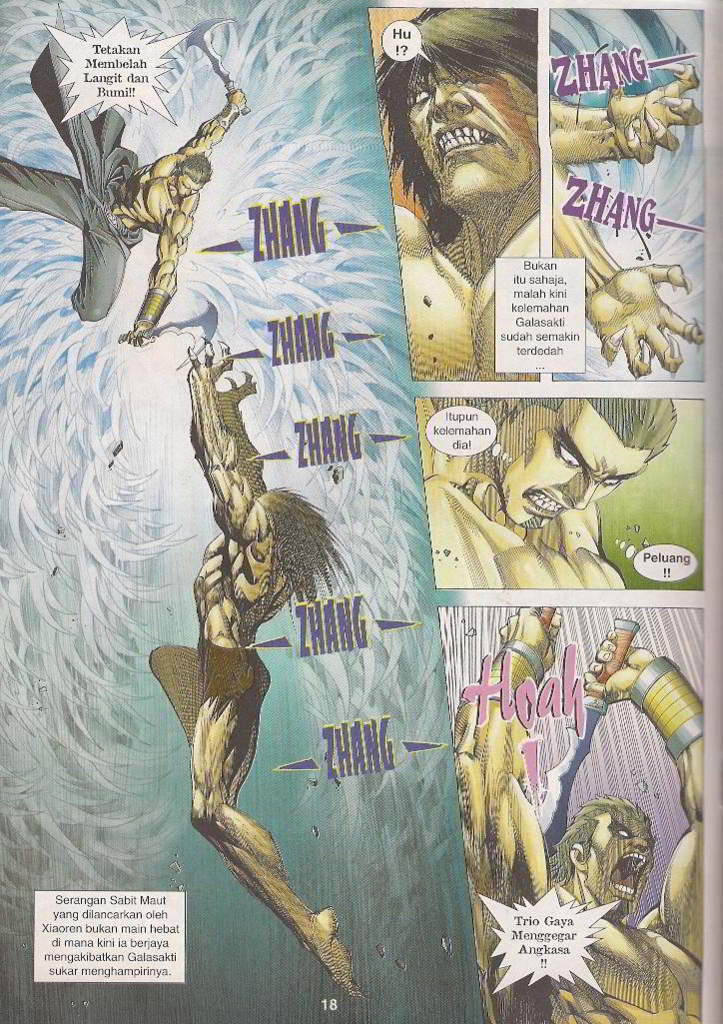 Tetakan
Membelah
Langit dan
Bumi!!
ZHANG
ZHANG
ZHANG
ZHANG
ZHANG
Serangan Sabit Maut
yang dilancarkan oleh
Xiaoren bukan main hebat
di mana kini ia berjaya
mengakibatkan Galasakti
sukar menghampirinya.
Hu
!?
ZHANG
ZHANG
Bukan
itu sahaja,
malah kini
kelemahan
Galasakti
sudah semakin
terdedah
...
Itupun
kelemahan
dia!
Peluang
!!
Hoah
!
Trio Gaya
Menggegar
Angkasa
!!
18